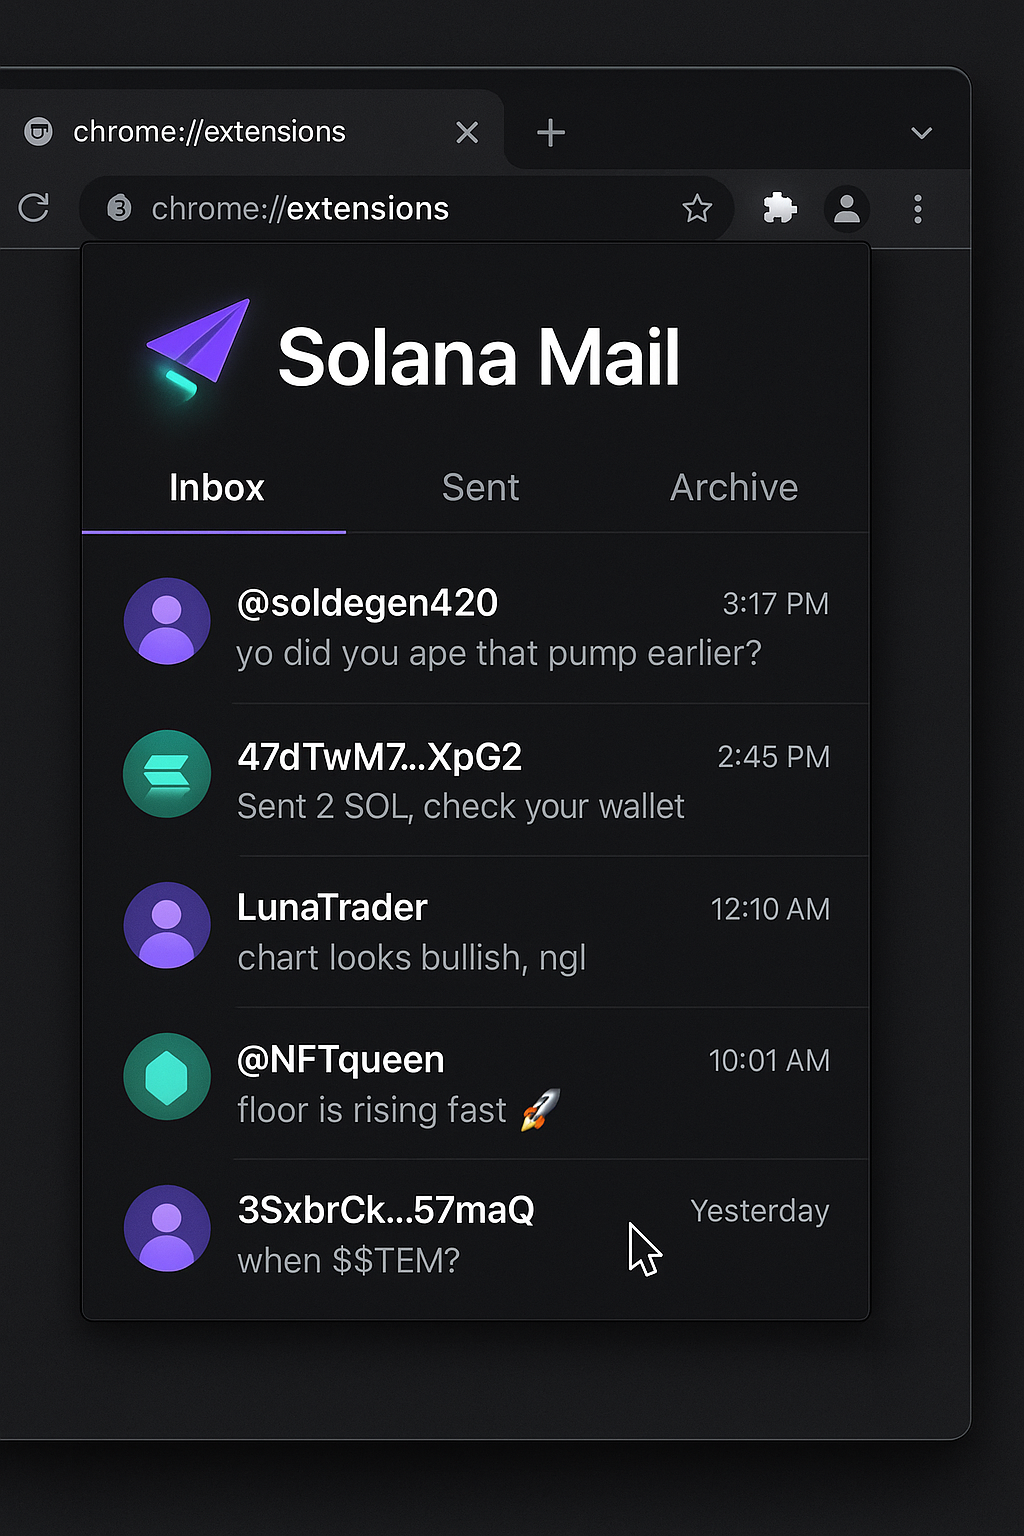 chrome://extensions
3 chrome://extensions
Solana Mail
Inbox Sent Archive
@soldegen420 3:17 PM
yo did you ape that pump earlier?
47dTwM7...XpG2 2:45 PM
Sent 2 SOL, check your wallet
LunaTrader 12:10 AM
chart looks bullish, ngl
@NFTqueen 10:01 AM
floor is rising fast 🚀
3SxbrCk...57maQ Yesterday
when $$TEM?